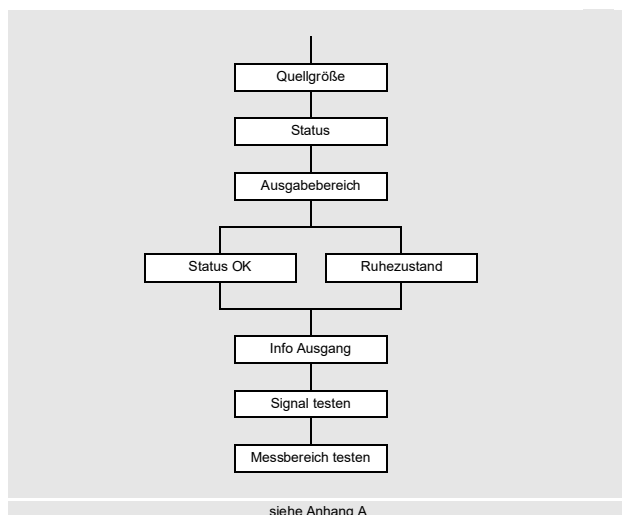 Quellgröße
Status
Ausgabebereich
Status OK
Ruhezustand
Info Ausgang
Signal testen
Messbereich testen
siehe Anhang A